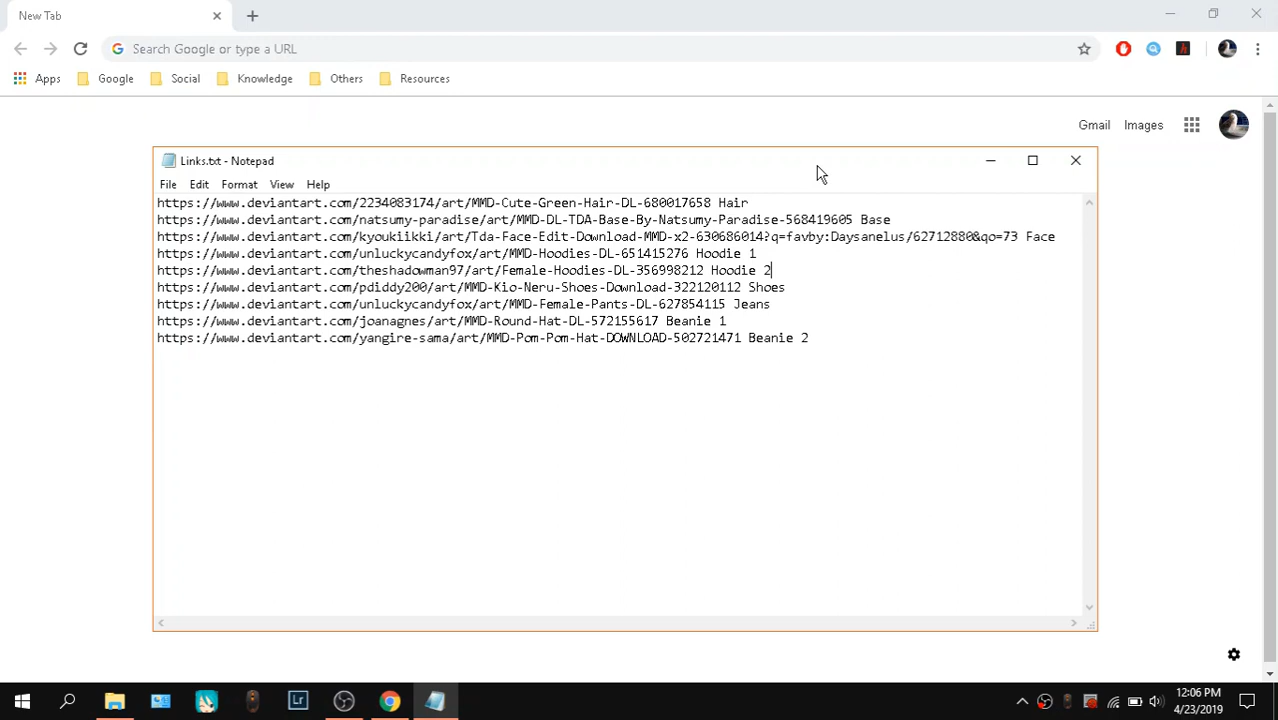 New Tab
Search Google or type a URL
Apps Google Social Knowledge Others Resources
Gmail Images
Links.txt - Notepad
File Edit Format View Help
https://www.deviantart.com/2234083174/art/MMD-Cute-Green-Hair-DL-680017658 Hair
https://www.deviantart.com/natsumy-paradise/art/MMD-DL-TDA-Base-By-Natsumy-Paradise-568419605 Base
https://www.deviantart.com/kyoukiikki/art/Tda-Face-Edit-Download-MMD-x2-630686014?q=favby:Daysanelus/62712880&qo=73 Face
https://www.deviantart.com/unluckycandyfox/art/MMD-Hoodies-DL-651415276 Hoodie 1
https://www.deviantart.com/theshadowman97/art/Female-Hoodies-DL-356998212 Hoodie 2
https://www.deviantart.com/pdiddy200/art/MMD-Kio-Neru-Shoes-Download-322120112 Shoes
https://www.deviantart.com/unluckycandyfox/art/MMD-Female-Pants-DL-627854115 Jeans
https://www.deviantart.com/joanagnes/art/MMD-Round-Hat-DL-572155617 Beanie 1
https://www.deviantart.com/yangire-sama/art/MMD-Pom-Pom-Hat-DOWNLOAD-502721471 Beanie 2
Lr
12:06 PM
4/23/2019